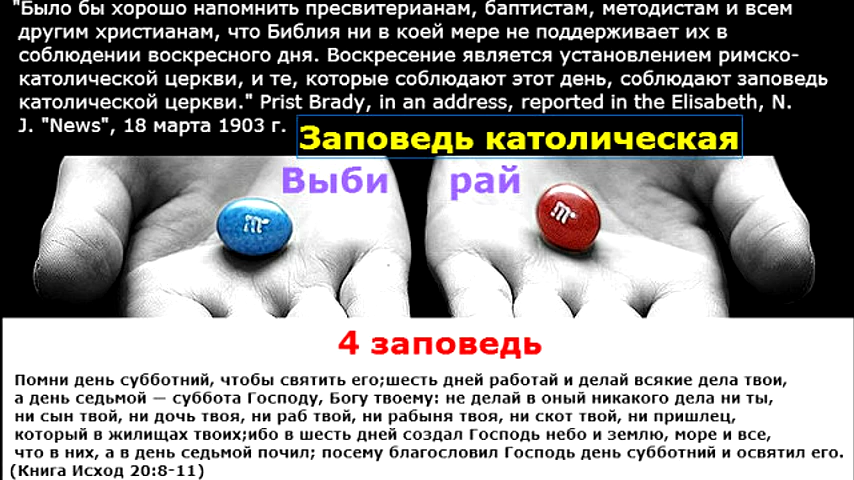 "Было бы хорошо напомнить пресвитерианам, баптистам, методистам и всем
другим христианам, что Библия ни в коей мере не поддерживает их в
соблюдении воскресного дня. Воскресение является установлением римско-
католической церкви, и те, которые соблюдают этот день, соблюдают заповедь
католической церкви." Prist Brady, in an address, reported in the Elisabeth, N.
J. "News", 18 марта 1903 г.
Заповедь католическая
Выби рай
m m
4 заповедь
Помни день субботний, чтобы святить его;шесть дней работай и делай всякие дела твои,
а день седьмой — суббота Господу, Богу твоему: не делай в оный никакого дела ни ты,
ни сын твой, ни дочь твоя, ни раб твой, ни рабыня твоя, ни скот твой, ни пришлец,
который в жилищах твоих;ибо в шесть дней создал Господь небо и землю, море и все,
что в них, а в день седьмой почил; посему благословил Господь день субботний и освятил его.
(Книга Исход 20:8-11)